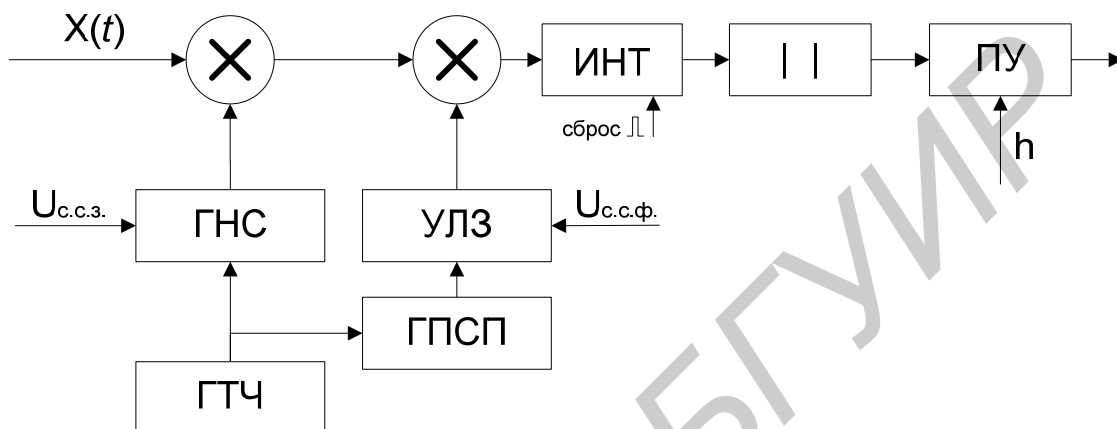 X(t)
ИНТ
| |
ПУ
сброс
h
Uс.с.з.
ГНС
УЛЗ
Uс.с.ф.
ГПСП
ГТЧ
БГУИР